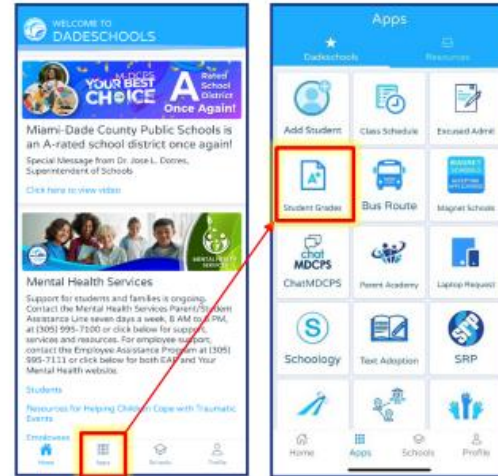 WELCOME TO
DADESCHOOLS
M-DCPS
YOUR BEST
CHOICE
A
Rated
School
District
Once Again!
Miami-Dade County Public Schools is
an A-rated school district once again!
Special Message from Dr. Jose L. Dotres,
Superintendent of Schools
Click here to view video
MENTAL HEALTH
SERVICES
Mental Health Services
Support for students and families is ongoing.
Contact the Mental Health Services Parent/Student
Assistance Line seven days a week, 8 AM to 8 PM,
at (305) 995-7100 or click below for support,
services and resources. For employee support,
contact the Employee Assistance Program at (305)
995-7111 or click below for both EAP and Your
Mental Health website.
Students
Resources for Helping Children Cope with Traumatic
Events
Employees
Home
Apps
Schools
Profile
Apps
Dadeschools
Resources
Add Student
Class Schedule
Excused Admit
A+
Student Grades
Bus Route
MAGNET
SCHOOLS
Magnet Schools
chat
MDCPS
ChatMDCPS
Parent Academy
Laptop Request
S
Schoology
Text Adoption
SRP
SRP
Home
Apps
Schools
Profile